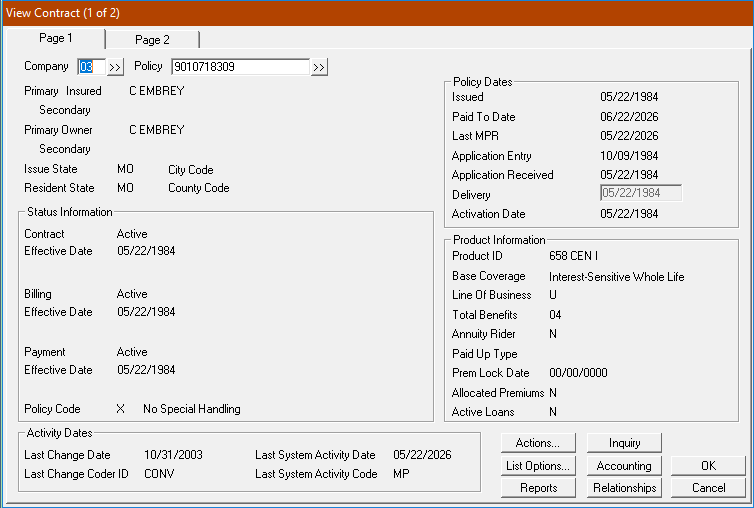 View Contract (1 of 2)
Page 1 Page 2
Company 03 >> Policy 9010718309 >>
Primary Insured C EMBREY
Secondary
Primary Owner C EMBREY
Secondary
Issue State MO City Code
Resident State MO County Code
Policy Dates
Issued 05/22/1984
Paid To Date 06/22/2026
Last MPR 05/22/2026
Application Entry 10/09/1984
Application Received 05/22/1984
Delivery 05/22/1984
Activation Date 05/22/1984
Status Information
Contract Active
Effective Date 05/22/1984
Billing Active
Effective Date 05/22/1984
Payment Active
Effective Date 05/22/1984
Policy Code X No Special Handling
Product Information
Product ID 658 CEN I
Base Coverage Interest-Sensitive Whole Life
Line Of Business U
Total Benefits 04
Annuity Rider N
Paid Up Type
Prem Lock Date 00/00/0000
Allocated Premiums N
Active Loans N
Activity Dates
Last Change Date 10/31/2003 Last System Activity Date 05/22/2026
Last Change Coder ID CONV Last System Activity Code MP
Actions... Inquiry
List Options... Accounting OK
Reports Relationships Cancel